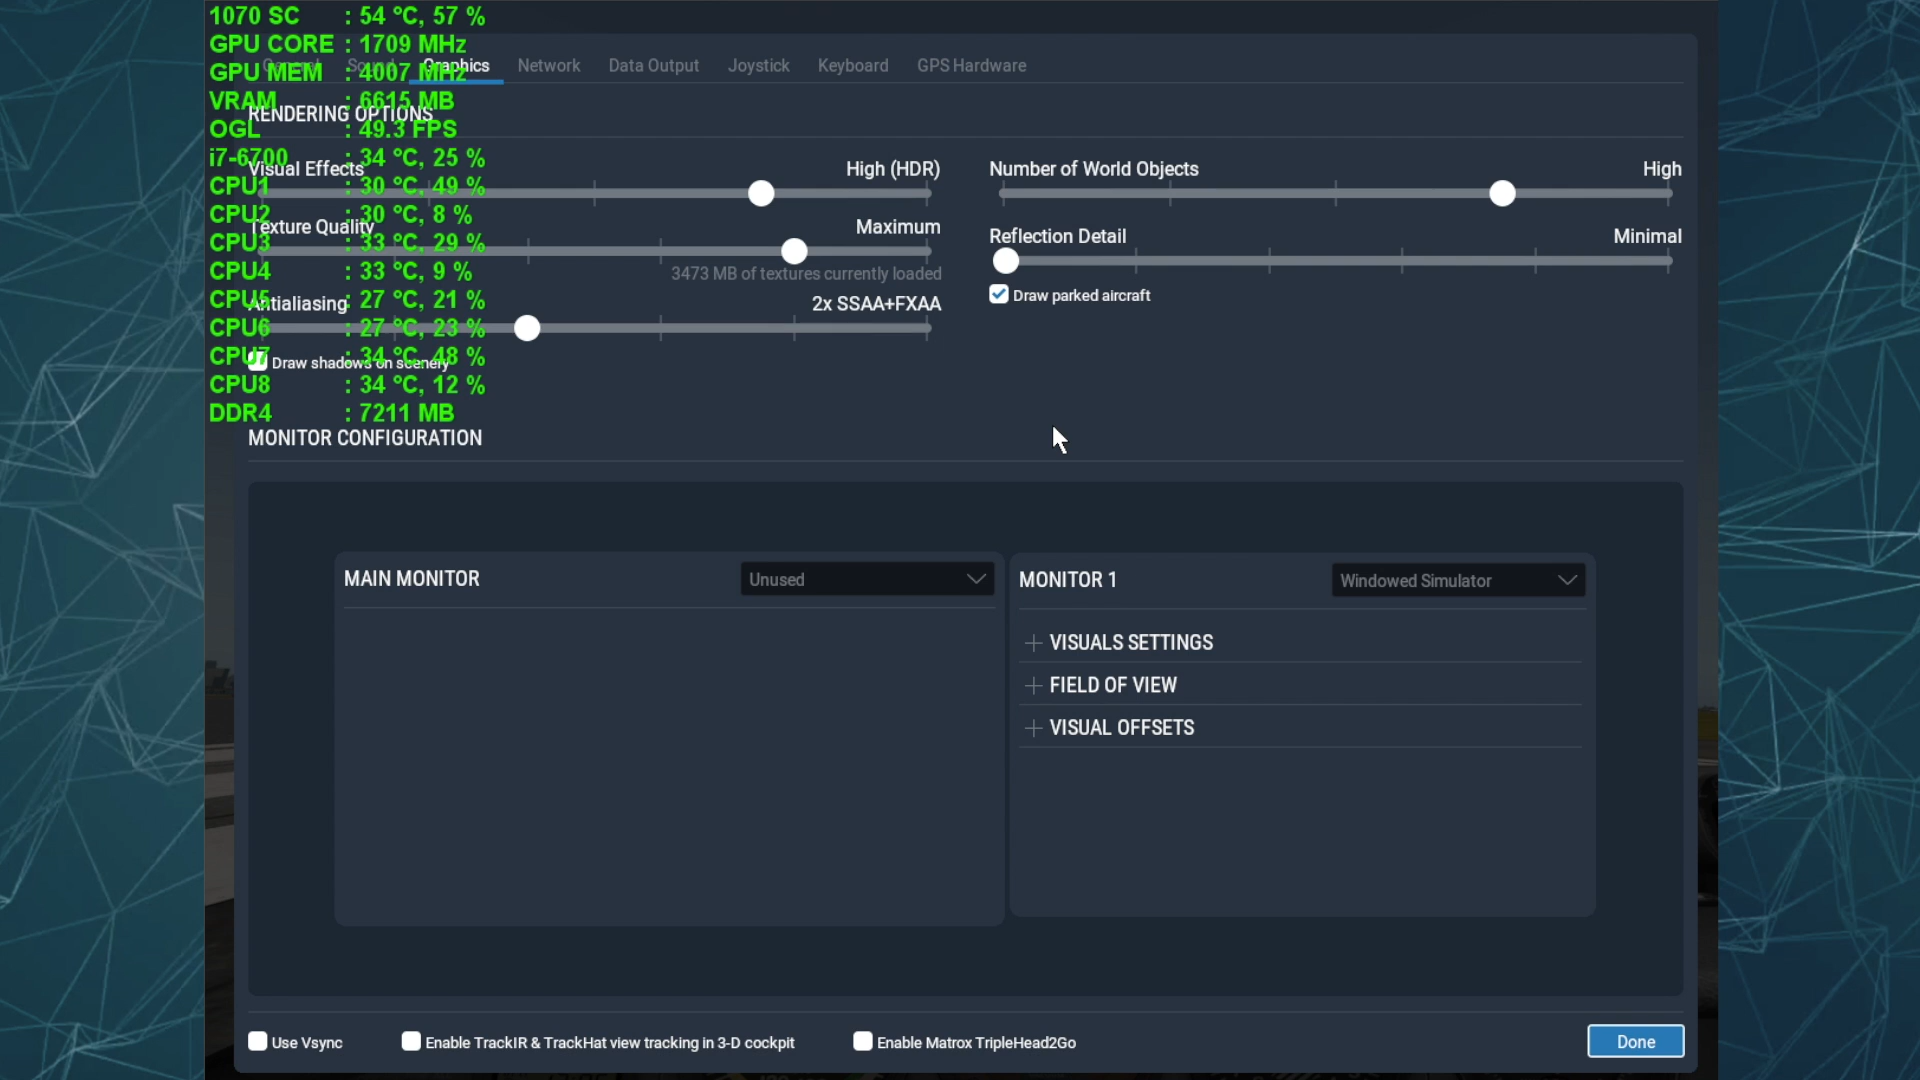 1070 SC : 54 °C, 57 %
GPU CORE : 1709 MHz
GPU MEM : 4007 MHz
VRAM : 6615 MB
OGL : 49.3 FPS
i7-6700 : 34 °C, 25 %
CPU1 : 30 °C, 49 %
CPU2 : 30 °C, 8 %
CPU3 : 33 °C, 29 %
CPU4 : 33 °C, 9 %
CPU5 : 27 °C, 21 %
CPU6 : 27 °C, 23 %
CPU7 : 34 °C, 48 %
CPU8 : 34 °C, 12 %
DDR4 : 7211 MB
Graphics Network Data Output Joystick Keyboard GPS Hardware
RENDERING OPTIONS
Visual Effects High (HDR)
Texture Quality Maximum
3473 MB of textures currently loaded
Antialiasing 2x SSAA+FXAA
Draw shadows on scenery
Number of World Objects High
Reflection Detail Minimal
Draw parked aircraft
MONITOR CONFIGURATION
MAIN MONITOR Unused
MONITOR 1 Windowed Simulator
VISUALS SETTINGS
FIELD OF VIEW
VISUAL OFFSETS
Use Vsync Enable TrackIR & TrackHat view tracking in 3-D cockpit Enable Matrox TripleHead2Go Done